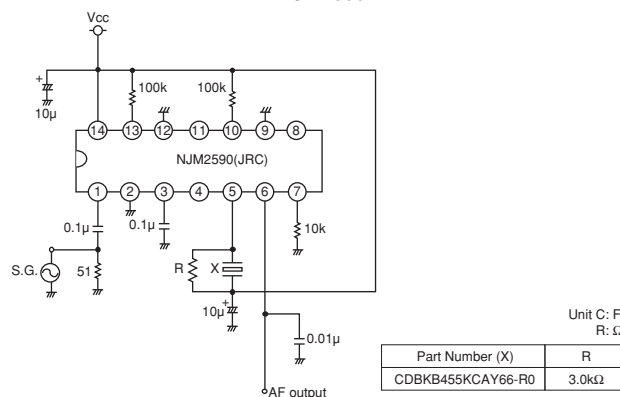 Vcc
+
10µ
100k
100k
14
13
12
11
10
9
8
NJM2590(JRC)
1
2
3
4
5
6
7
0.1µ
0.1µ
10k
S.G.
51
R
X
10µ
+
0.01µ
AF output
Unit C: F
R: Ω
Part Number (X) R
CDBKB455KCAY66-R0 3.0kΩ